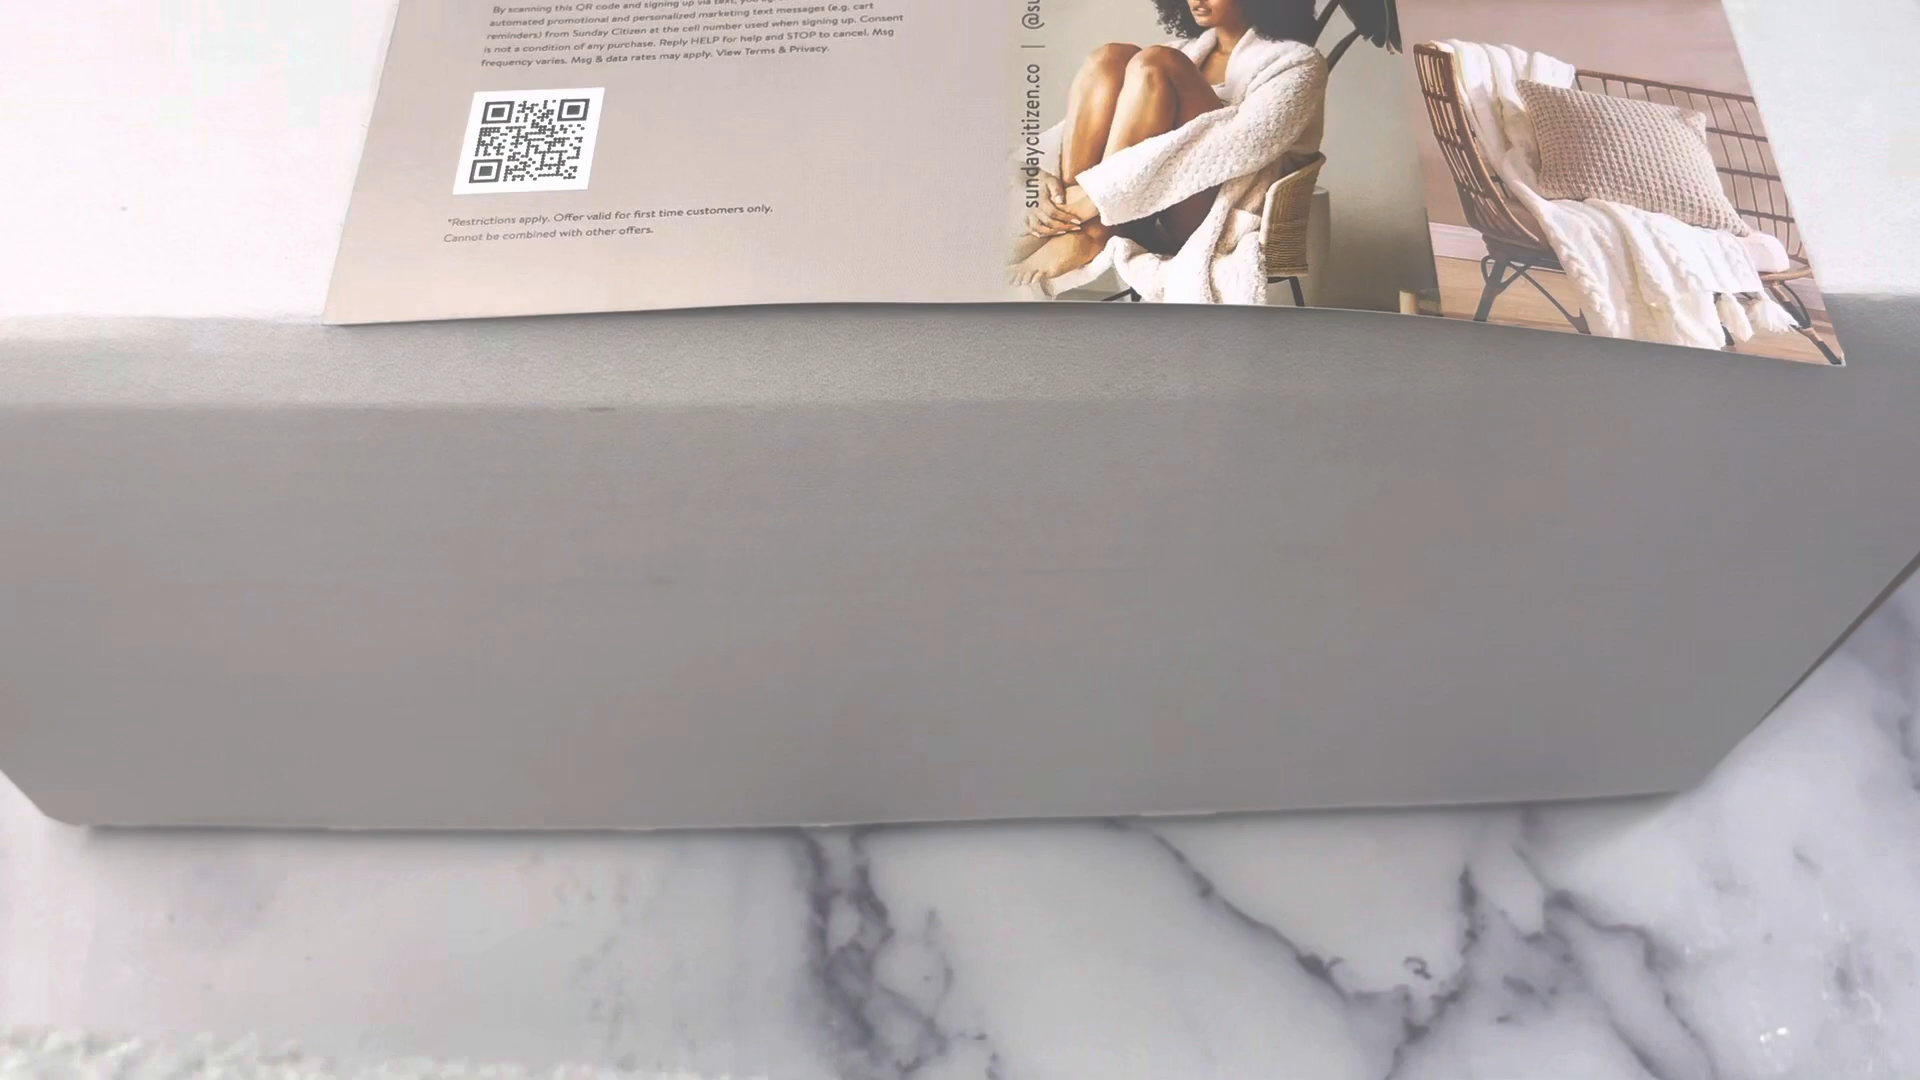 By scanning this QR code and signing up via text, you
automated promotional and personalized marketing text messages (e.g. cart
reminders) from Sunday Citizen at the cell number used when signing up. Consent
is not a condition of any purchase. Reply HELP for help and STOP to cancel. Msg
frequency varies. Msg & data rates may apply. View Terms & Privacy.
*Restrictions apply. Offer valid for first time customers only.
Cannot be combined with other offers.
sundaycitizen.co | @su